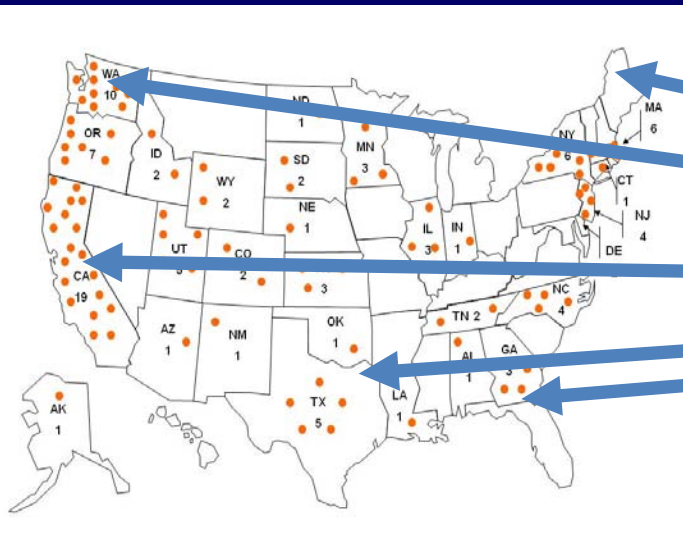 WA
10
OR
7
ID
2
WY
2
ND
1
SD
2
NE
1
MN
3
UT
CO
2
3
CA
19
AZ
1
NM
1
OK
1
TX
5
LA
1
IL
3
IN
1
TN 2
AL
1
GA
3
NC
4
NY
6
MA
6
CT
1
NJ
4
DE
AK
1